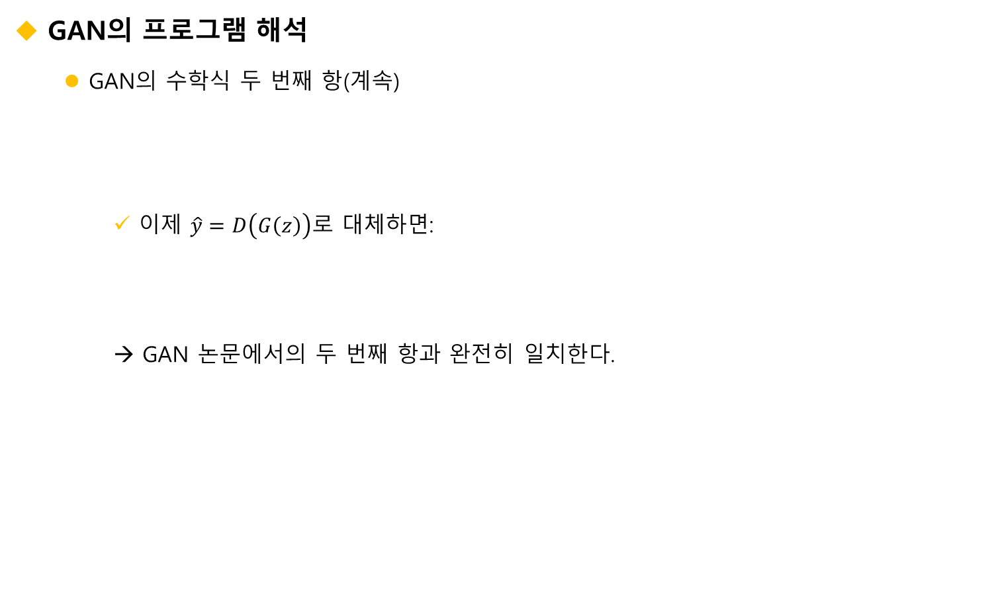 ◆ GAN의 프로그램 해석
● GAN의 수학식 두 번째 항(계속)
✓ 이제 ŷ = D(G(z))로 대체하면:
→ GAN 논문에서의 두 번째 항과 완전히 일치한다.